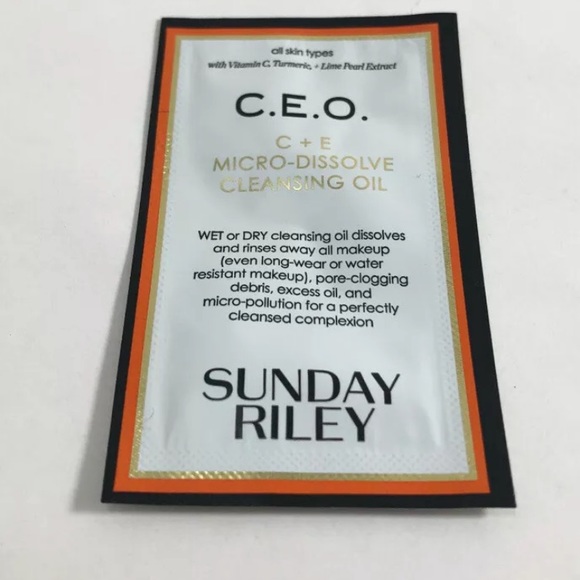 all skin types
with Vitamin C, Turmeric, + Lime Pearl Extract
C.E.O.
C + E
MICRO-DISSOLVE
CLEANSING OIL
WET or DRY cleansing oil dissolves
and rinses away all makeup
(even long-wear or water
resistant makeup), pore-clogging
debris, excess oil, and
micro-pollution for a perfectly
cleansed complexion
SUNDAY
RILEY